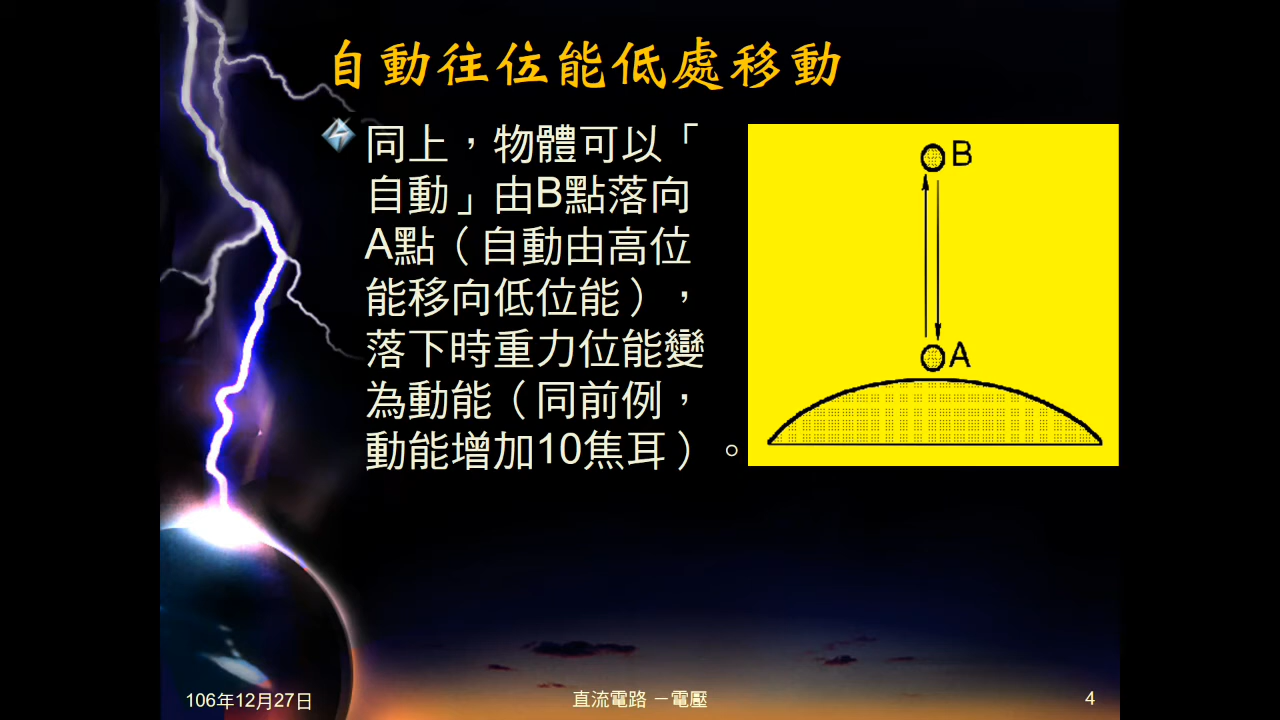 自動往位能低處移動
同上，物體可以「
自動」由B點落向
A點（自動由高位
能移向低位能），
落下時重力位能變
為動能（同前例，
動能增加10焦耳）。
B
A
106年12月27日
直流電路 －電壓
4